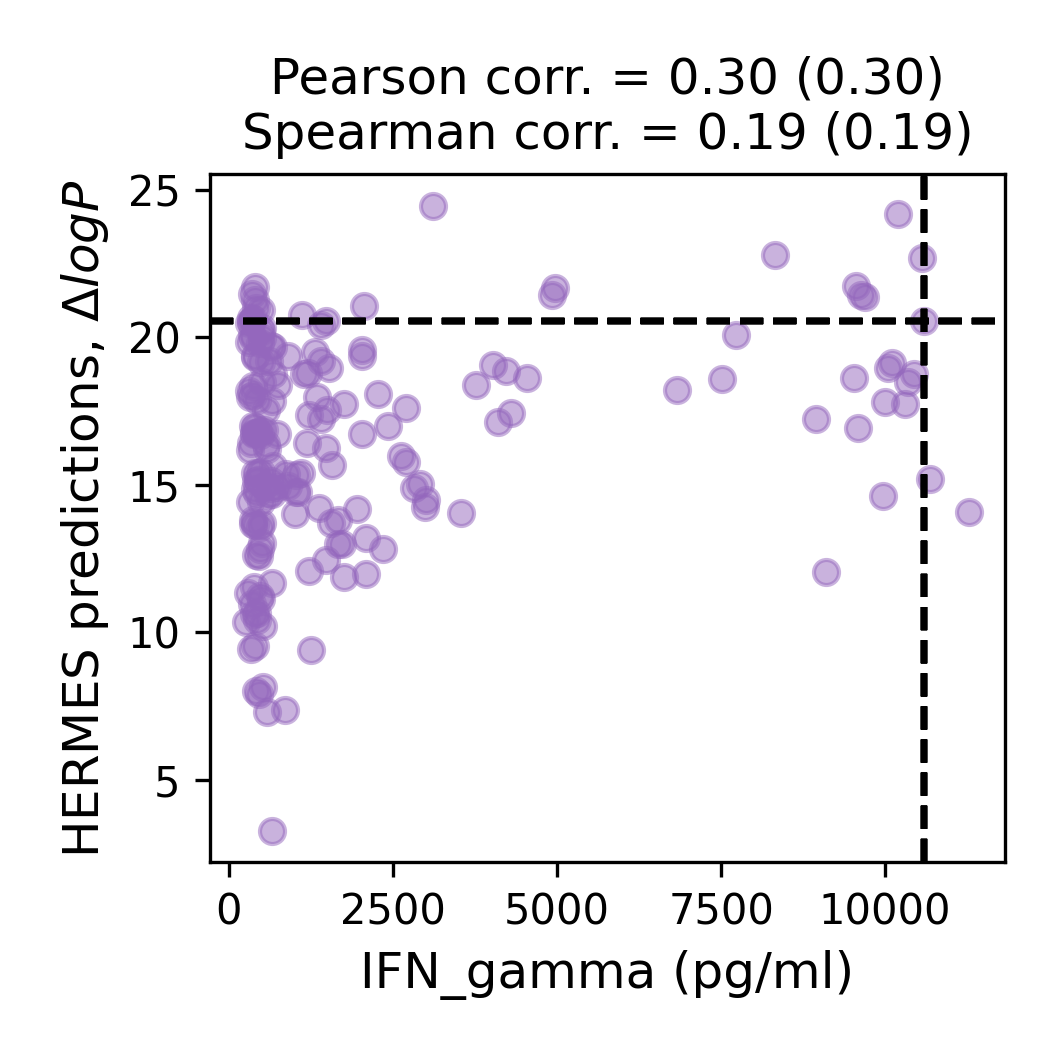 Pearson corr. = 0.30 (0.30)
Spearman corr. = 0.19 (0.19)
HERMES predictions, ΔlogP
25
20
15
10
5
0
2500
5000
7500
10000
IFN_gamma (pg/ml)